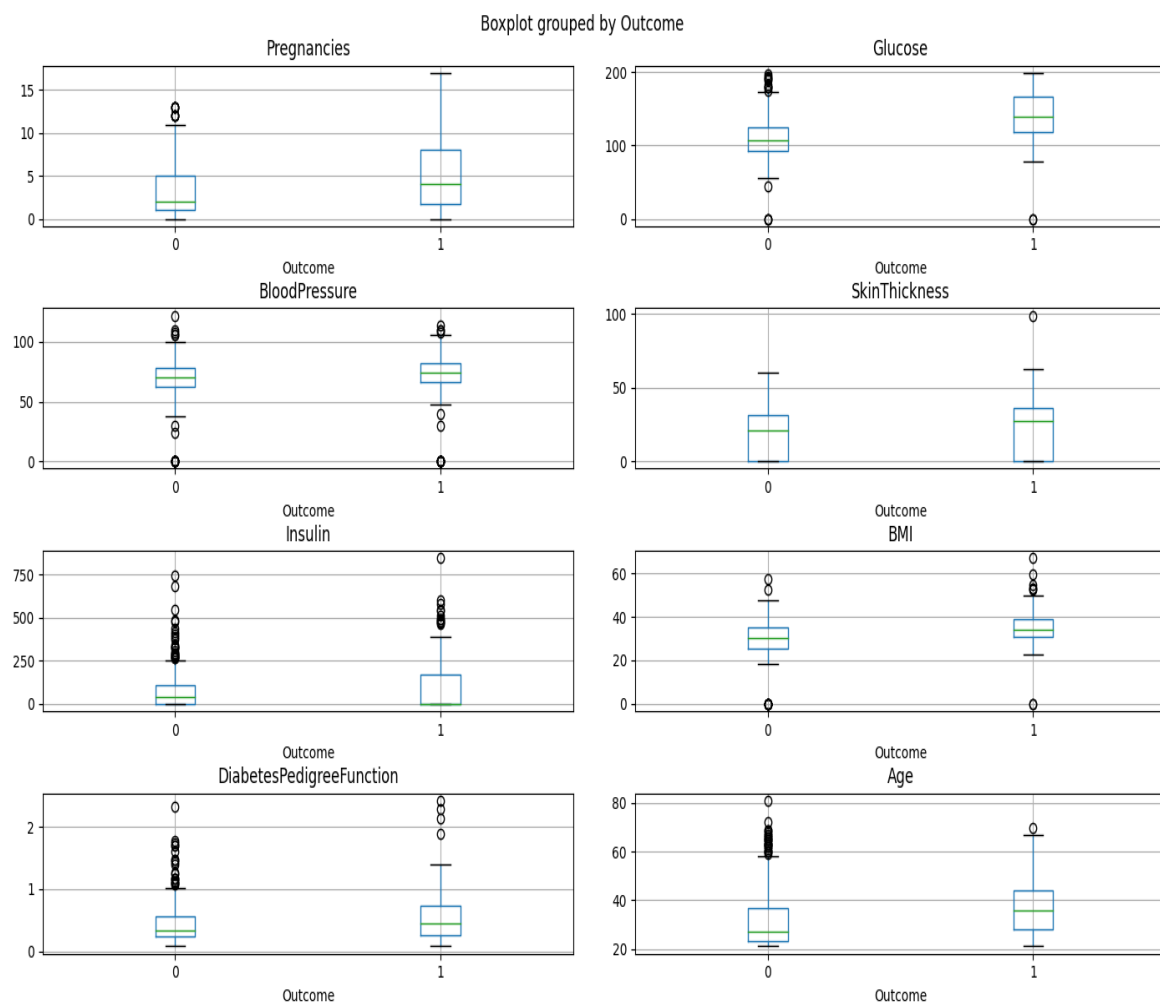 Boxplot grouped by Outcome
Pregnancies
15
10
5
0
0 1
Outcome
Glucose
200
100
0
0 1
Outcome
BloodPressure
100
50
0
0 1
Outcome
SkinThickness
100
50
0
0 1
Outcome
Insulin
750
500
250
0
0 1
Outcome
BMI
60
40
20
0
0 1
Outcome
DiabetesPedigreeFunction
2
1
0
0 1
Outcome
Age
80
60
40
20
0 1
Outcome